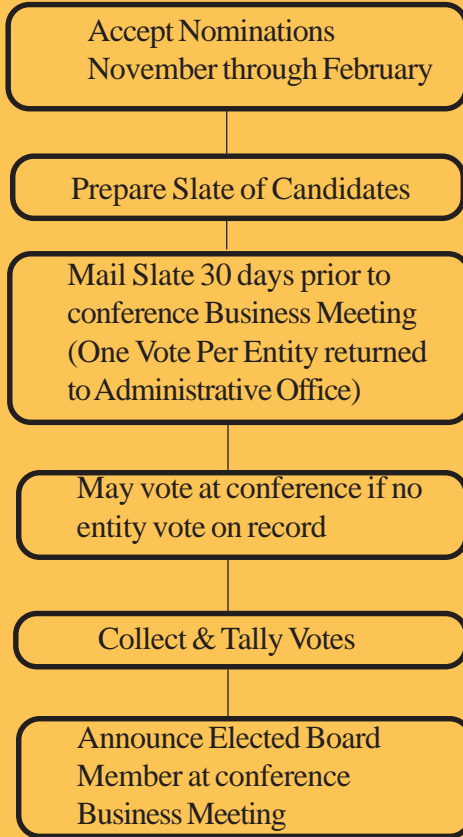 Accept Nominations
November through February
Prepare Slate of Candidates
Mail Slate 30 days prior to
conference Business Meeting
(One Vote Per Entity returned
to Administrative Office)
May vote at conference if no
entity vote on record
Collect & Tally Votes
Announce Elected Board
Member at conference
Business Meeting